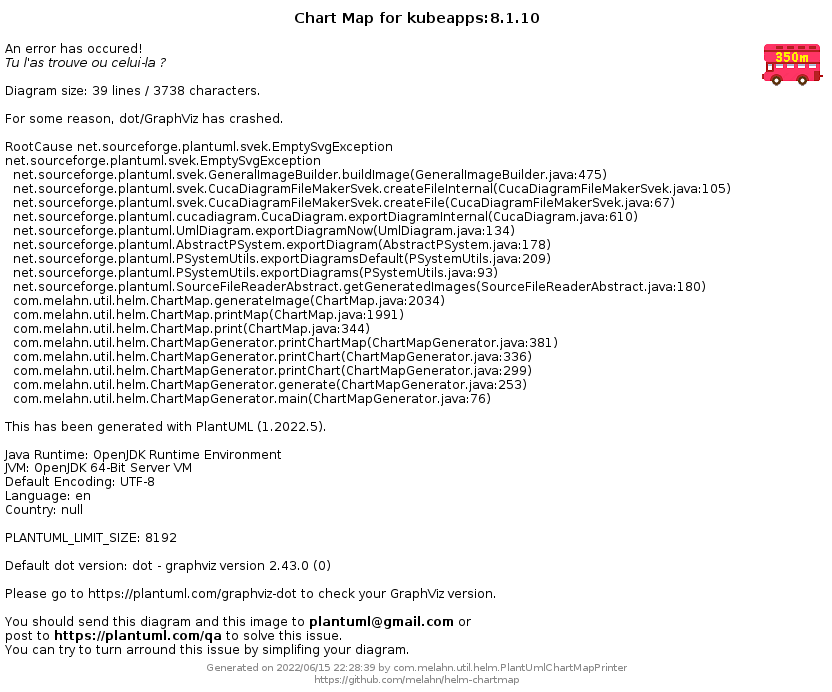 Chart Map for kubeapps:8.1.10
An error has occured!
Tu l'as trouve ou celui-la ?
350m
Diagram size: 39 lines / 3738 characters.
For some reason, dot/GraphViz has crashed.
RootCause net.sourceforge.plantuml.svek.EmptySvgException
net.sourceforge.plantuml.svek.EmptySvgException
net.sourceforge.plantuml.svek.GeneralImageBuilder.buildImage(GeneralImageBuilder.java:475)
net.sourceforge.plantuml.svek.CucaDiagramFileMakerSvek.createFileInternal(CucaDiagramFileMakerSvek.java:105)
net.sourceforge.plantuml.svek.CucaDiagramFileMakerSvek.createFile(CucaDiagramFileMakerSvek.java:67)
net.sourceforge.plantuml.cucadiagram.CucaDiagram.exportDiagramInternal(CucaDiagram.java:610)
net.sourceforge.plantuml.UmlDiagram.exportDiagramNow(UmlDiagram.java:134)
net.sourceforge.plantuml.AbstractPSystem.exportDiagram(AbstractPSystem.java:178)
net.sourceforge.plantuml.PSystemUtils.exportDiagramsDefault(PSystemUtils.java:209)
net.sourceforge.plantuml.PSystemUtils.exportDiagrams(PSystemUtils.java:93)
net.sourceforge.plantuml.SourceFileReaderAbstract.getGeneratedImages(SourceFileReaderAbstract.java:180)
com.melahn.util.helm.ChartMap.generateImage(ChartMap.java:2034)
com.melahn.util.helm.ChartMap.printMap(ChartMap.java:1991)
com.melahn.util.helm.ChartMap.print(ChartMap.java:344)
com.melahn.util.helm.ChartMapGenerator.printChartMap(ChartMapGenerator.java:381)
com.melahn.util.helm.ChartMapGenerator.printChart(ChartMapGenerator.java:336)
com.melahn.util.helm.ChartMapGenerator.printChart(ChartMapGenerator.java:299)
com.melahn.util.helm.ChartMapGenerator.generate(ChartMapGenerator.java:253)
com.melahn.util.helm.ChartMapGenerator.main(ChartMapGenerator.java:76)
This has been generated with PlantUML (1.2022.5).
Java Runtime: OpenJDK Runtime Environment
JVM: OpenJDK 64-Bit Server VM
Default Encoding: UTF-8
Language: en
Country: null
PLANTUML_LIMIT_SIZE: 8192
Default dot version: dot - graphviz version 2.43.0 (0)
Please go to https://plantuml.com/graphviz-dot to check your GraphViz version.
You should send this diagram and this image to plantuml@gmail.com or
post to https://plantuml.com/qa to solve this issue.
You can try to turn arround this issue by simplifing your diagram.
Generated on 2022/06/15 22:28:39 by com.melahn.util.helm.PlantUmlChartMapPrinter
https://github.com/melahn/helm-chartmap